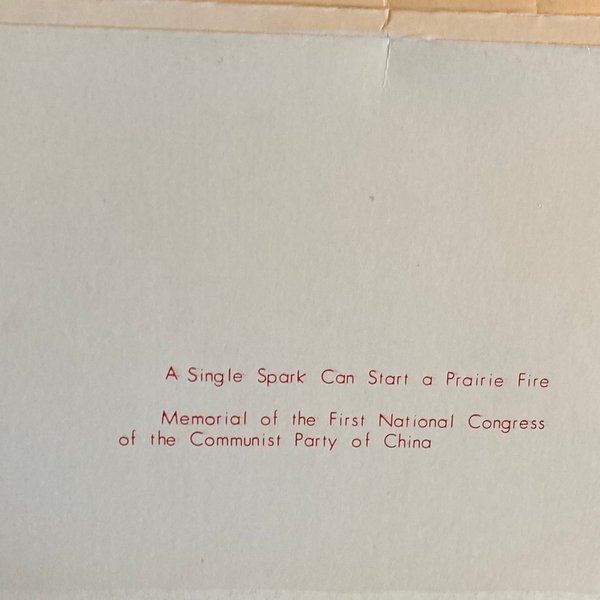 A Single Spark Can Start a Prairie Fire
Memorial of the First National Congress
of the Communist Party of China